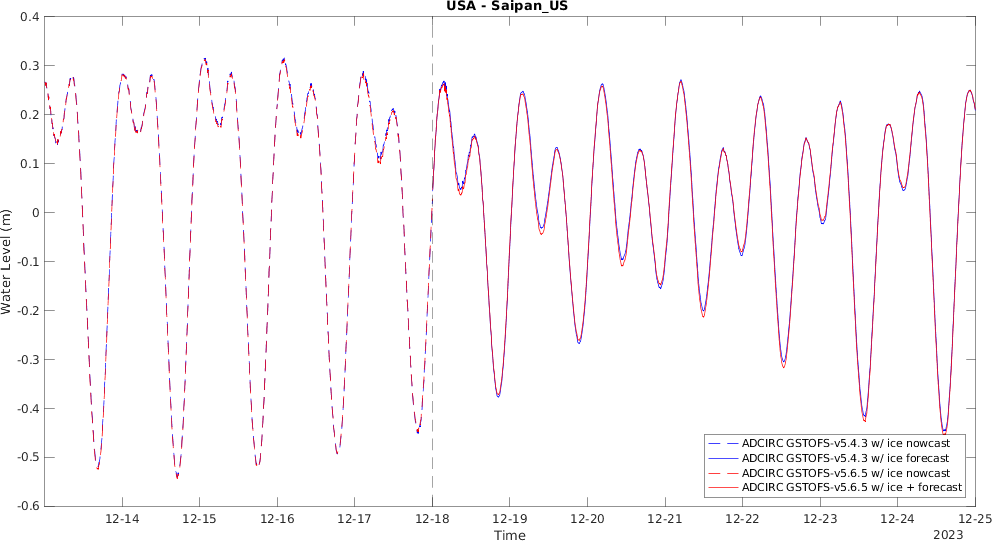 USA - Saipan_US
0.4
0.3
0.2
0.1
0
-0.1
-0.2
-0.3
-0.4
-0.5
-0.6
Water Level (m)
ADCIRC GSTOFS-v5.4.3 w/ ice nowcast
ADCIRC GSTOFS-v5.4.3 w/ ice forecast
ADCIRC GSTOFS-v5.6.5 w/ ice nowcast
ADCIRC GSTOFS-v5.6.5 w/ ice + forecast
12-14 12-15 12-16 12-17 12-18 12-19 12-20 12-21 12-22 12-23 12-24 12-25
Time
2023